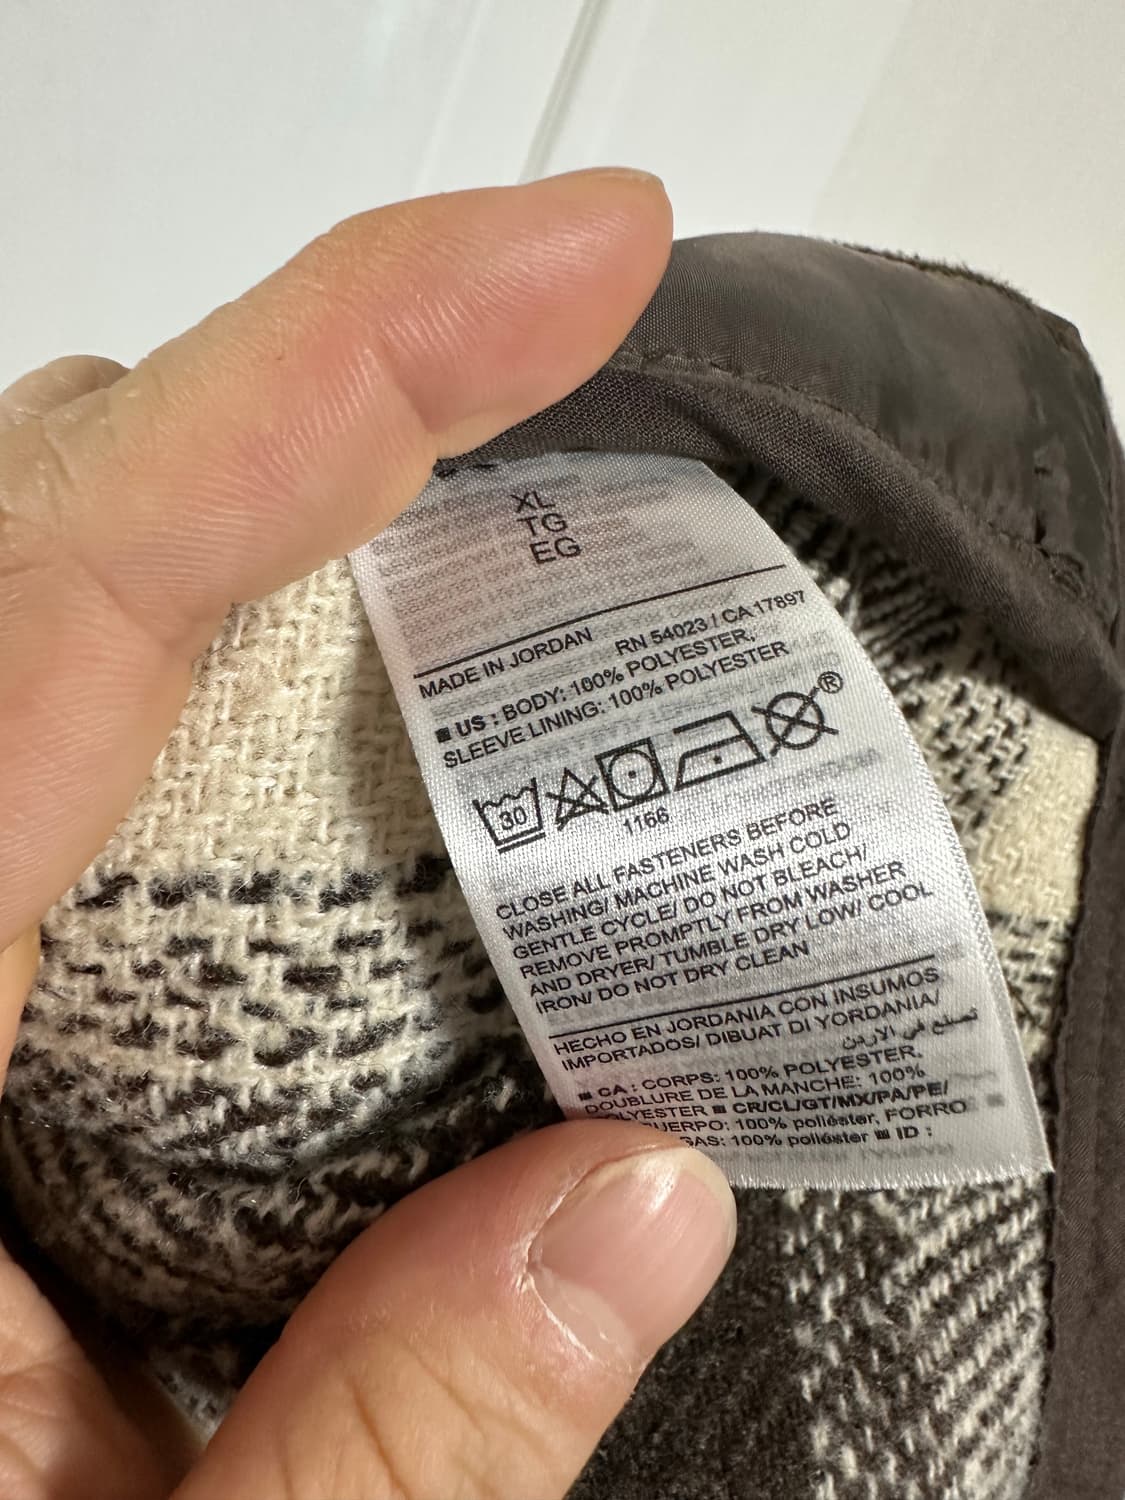 XL
TG
EG
MADE IN JORDAN RN 54023 / CA 17897
■ US : BODY: 100% POLYESTER,
SLEEVE LINING: 100% POLYESTER
30
®
1166
CLOSE ALL FASTENERS BEFORE
WASHING/ MACHINE WASH COLD
GENTLE CYCLE/ DO NOT BLEACH/
REMOVE PROMPTLY FROM WASHER
AND DRYER/ TUMBLE DRY LOW/ COOL
IRON/ DO NOT DRY CLEAN
HECHO EN JORDANIA CON INSUMOS
IMPORTADOS/ DIBUAT DI YORDANIA/
تصنع في الاردن
■ CA : CORPS: 100% POLYESTER,
DOUBLURE DE LA MANCHE: 100%
POLYESTER ■ CR/CL/GT/MX/PA/PE/
100% poliéster, FORRO
100% poliéster ■ ID :